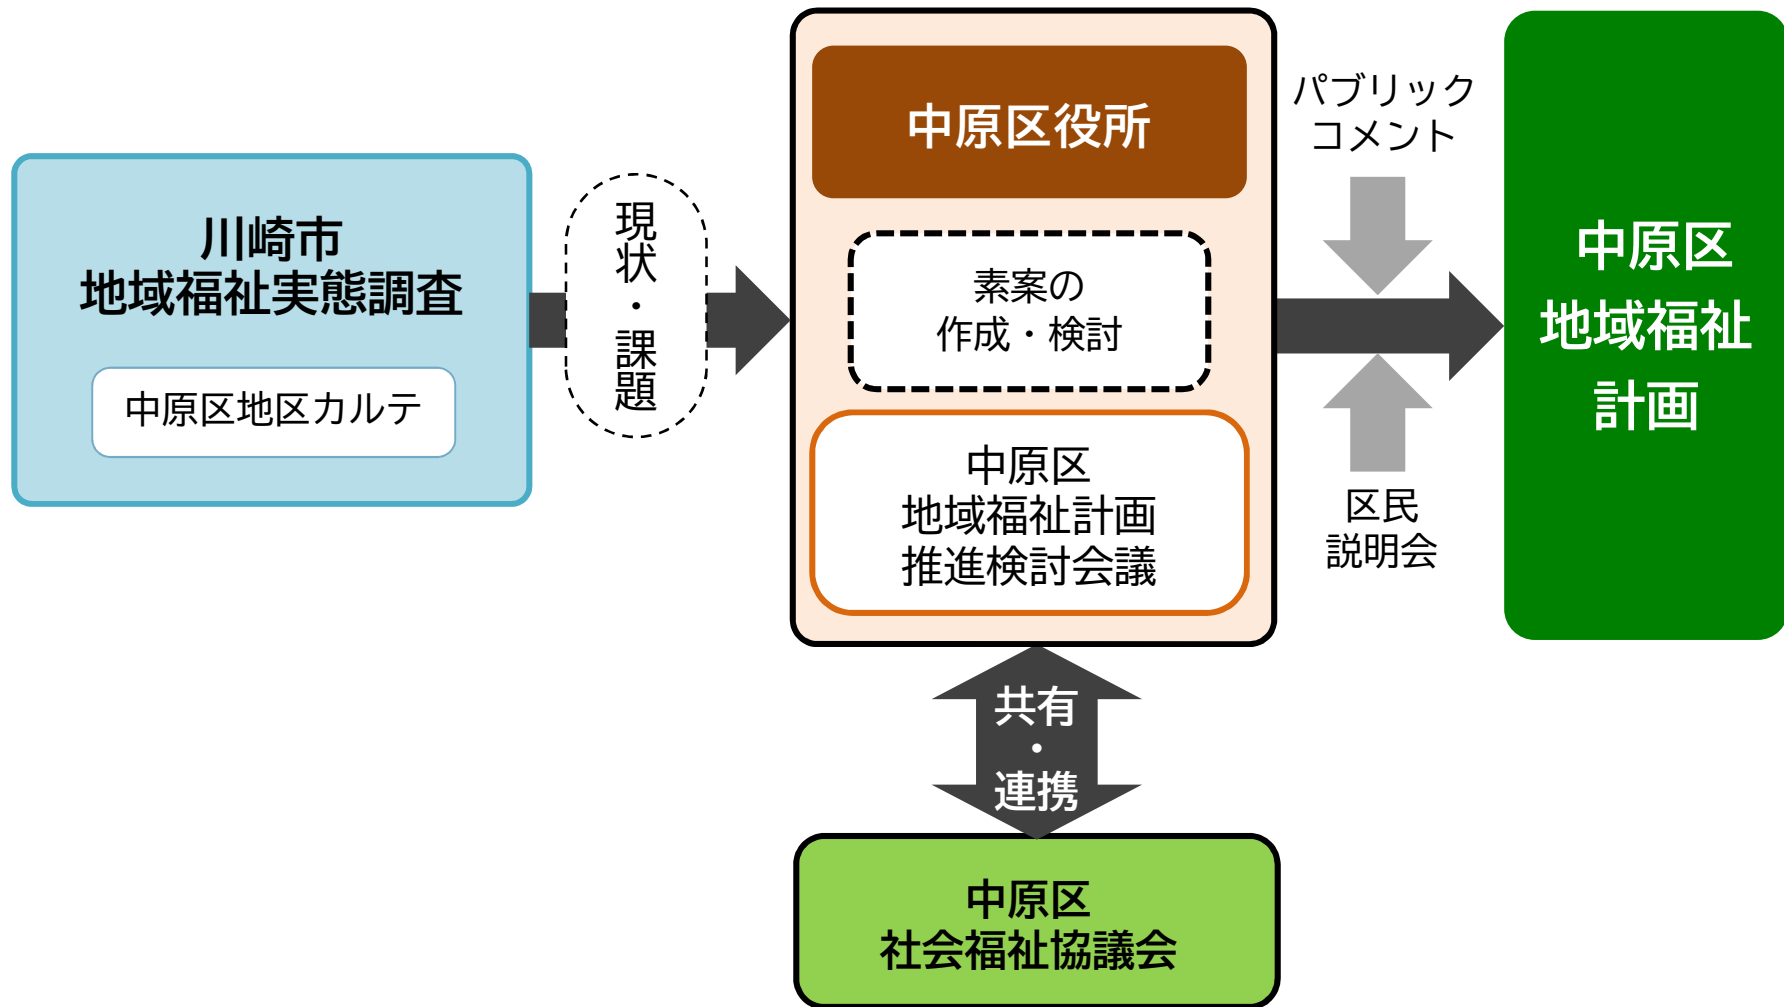 川崎市
地域福祉実態調査
中原区地区カルテ
現状・課題
中原区役所
素案の
作成・検討
中原区
地域福祉計画
推進検討会議
パブリック
コメント
区民
説明会
中原区
地域福祉
計画
共有
・
連携
中原区
社会福祉協議会